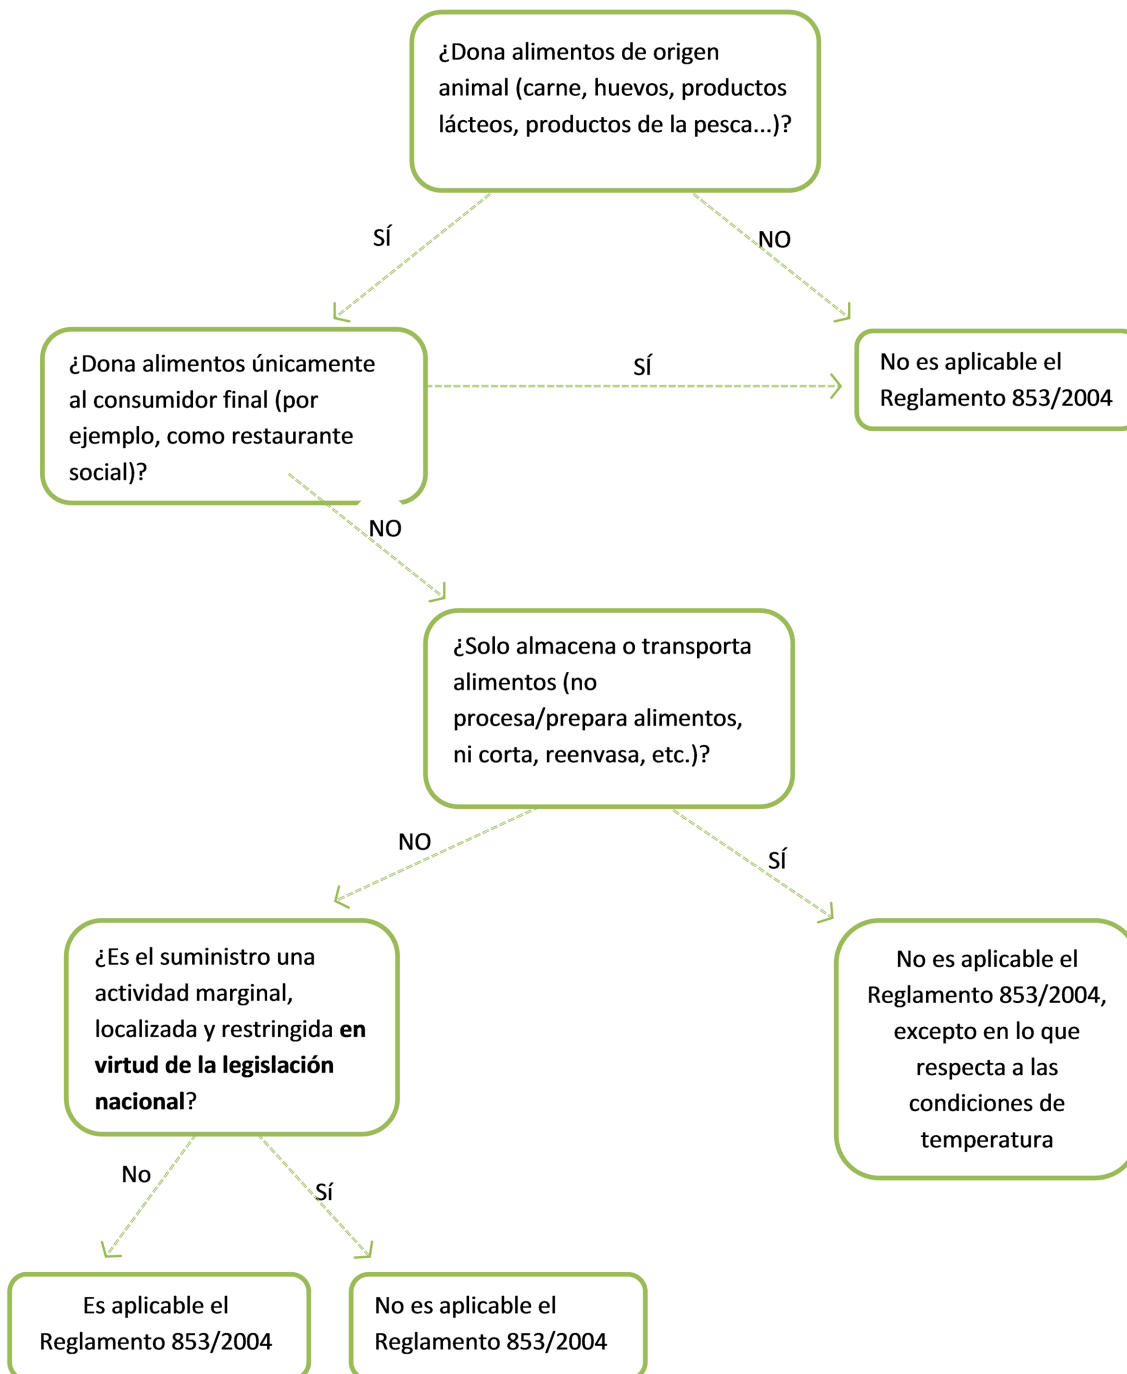 ¿Dona alimentos de origen
animal (carne, huevos, productos
lácteos, productos de la pesca...)?
SÍ
NO
¿Dona alimentos únicamente
al consumidor final (por
ejemplo, como restaurante
social)?
SÍ
No es aplicable el
Reglamento 853/2004
NO
¿Solo almacena o transporta
alimentos (no
procesa/prepara alimentos,
ni corta, reenvasa, etc.)?
NO
SÍ
¿Es el suministro una
actividad marginal,
localizada y restringida en
virtud de la legislación
nacional?
No es aplicable el
Reglamento 853/2004,
excepto en lo que
respecta a las
condiciones de
temperatura
No
Sí
Es aplicable el
Reglamento 853/2004
No es aplicable el
Reglamento 853/2004